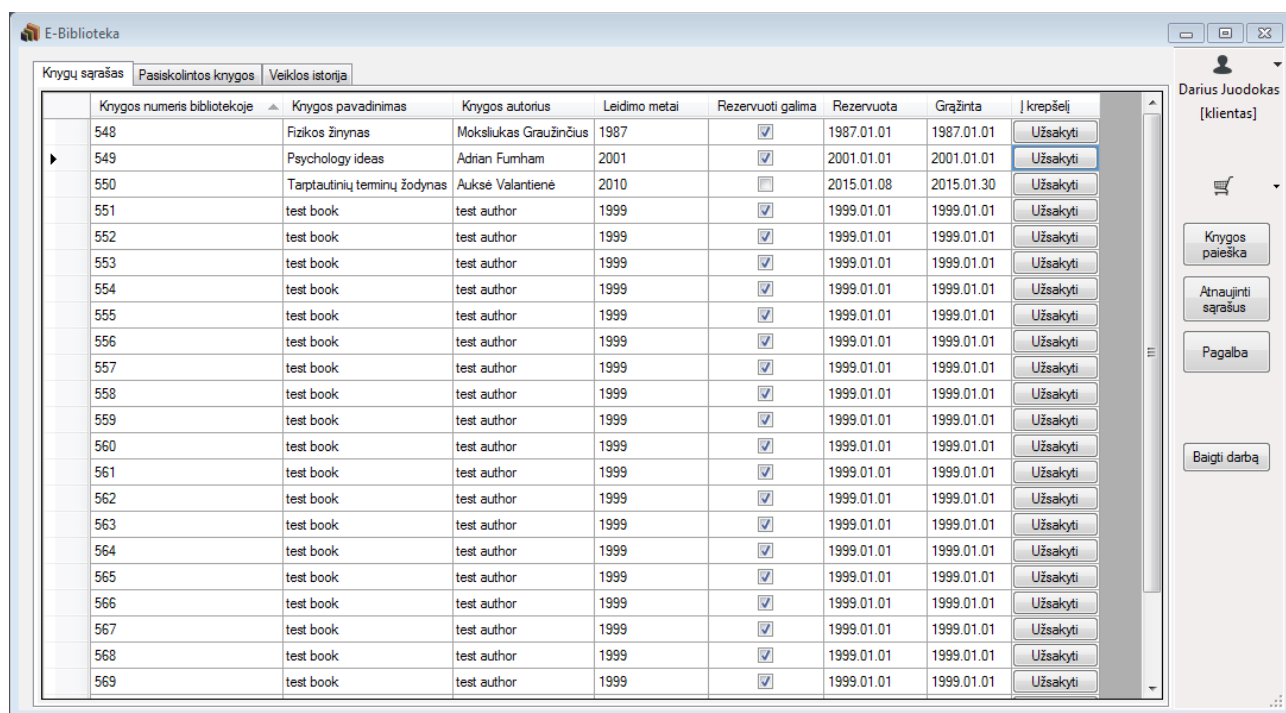 E-Biblioteka
Knygų sąrašas Pasiskolintos knygos Veiklos istorija
Darius Juodokas
[klientas]
Knygos numeris bibliotekoje Knygos pavadinimas Knygos autorius Leidimo metai Rezervuoti galima Rezervuota Grąžinta Į krepšelį
548 Fizikos žinynas Moksliukas Graužinčius 1987 1987.01.01 1987.01.01 Užsakyti
549 Psychology ideas Adrian Furnham 2001 2001.01.01 2001.01.01 Užsakyti
550 Tarptautinių terminų žodynas Auksė Valantienė 2010 2015.01.08 2015.01.30 Užsakyti
551 test book test author 1999 1999.01.01 1999.01.01 Užsakyti
552 test book test author 1999 1999.01.01 1999.01.01 Užsakyti
553 test book test author 1999 1999.01.01 1999.01.01 Užsakyti
554 test book test author 1999 1999.01.01 1999.01.01 Užsakyti
555 test book test author 1999 1999.01.01 1999.01.01 Užsakyti
556 test book test author 1999 1999.01.01 1999.01.01 Užsakyti
557 test book test author 1999 1999.01.01 1999.01.01 Užsakyti
558 test book test author 1999 1999.01.01 1999.01.01 Užsakyti
559 test book test author 1999 1999.01.01 1999.01.01 Užsakyti
560 test book test author 1999 1999.01.01 1999.01.01 Užsakyti
561 test book test author 1999 1999.01.01 1999.01.01 Užsakyti
562 test book test author 1999 1999.01.01 1999.01.01 Užsakyti
563 test book test author 1999 1999.01.01 1999.01.01 Užsakyti
564 test book test author 1999 1999.01.01 1999.01.01 Užsakyti
565 test book test author 1999 1999.01.01 1999.01.01 Užsakyti
566 test book test author 1999 1999.01.01 1999.01.01 Užsakyti
567 test book test author 1999 1999.01.01 1999.01.01 Užsakyti
568 test book test author 1999 1999.01.01 1999.01.01 Užsakyti
569 test book test author 1999 1999.01.01 1999.01.01 Užsakyti
Knygos
paieška
Atnaujinti
sąrašus
Pagalba
Baigti darbą